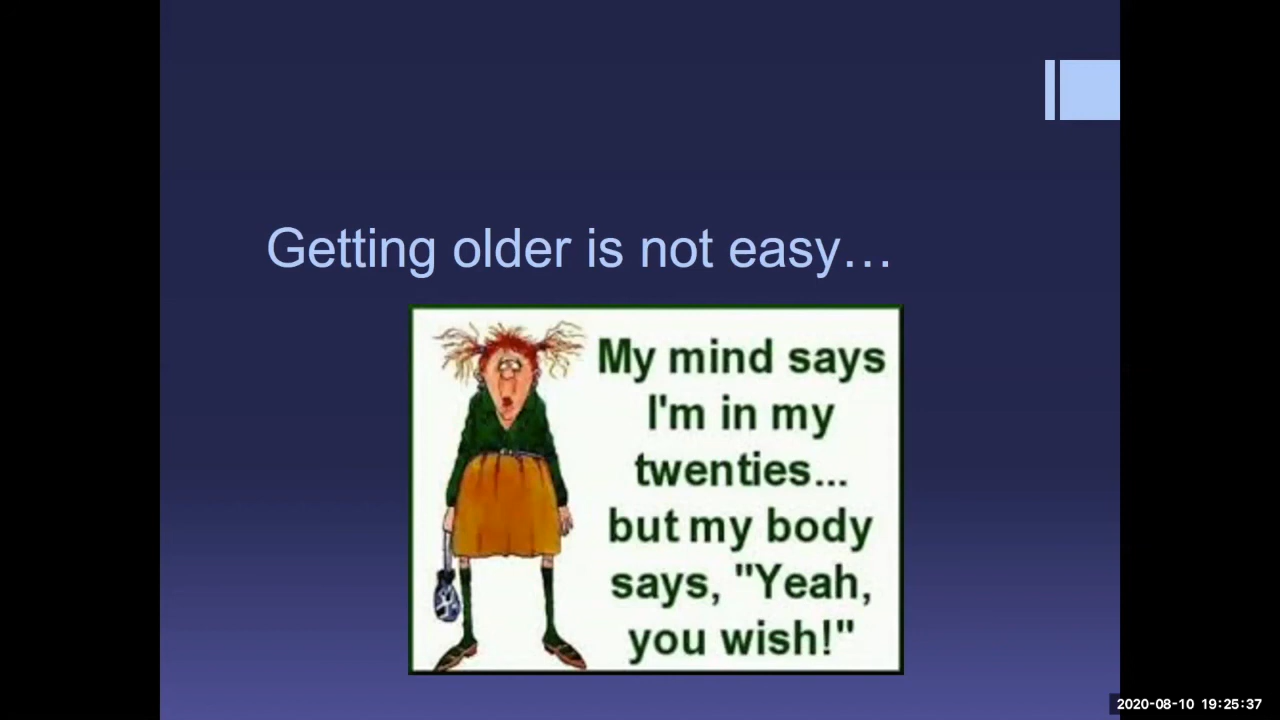 Getting older is not easy…
My mind says
I'm in my
twenties...
but my body
says, "Yeah,
you wish!"
2020-08-10 19:25:37